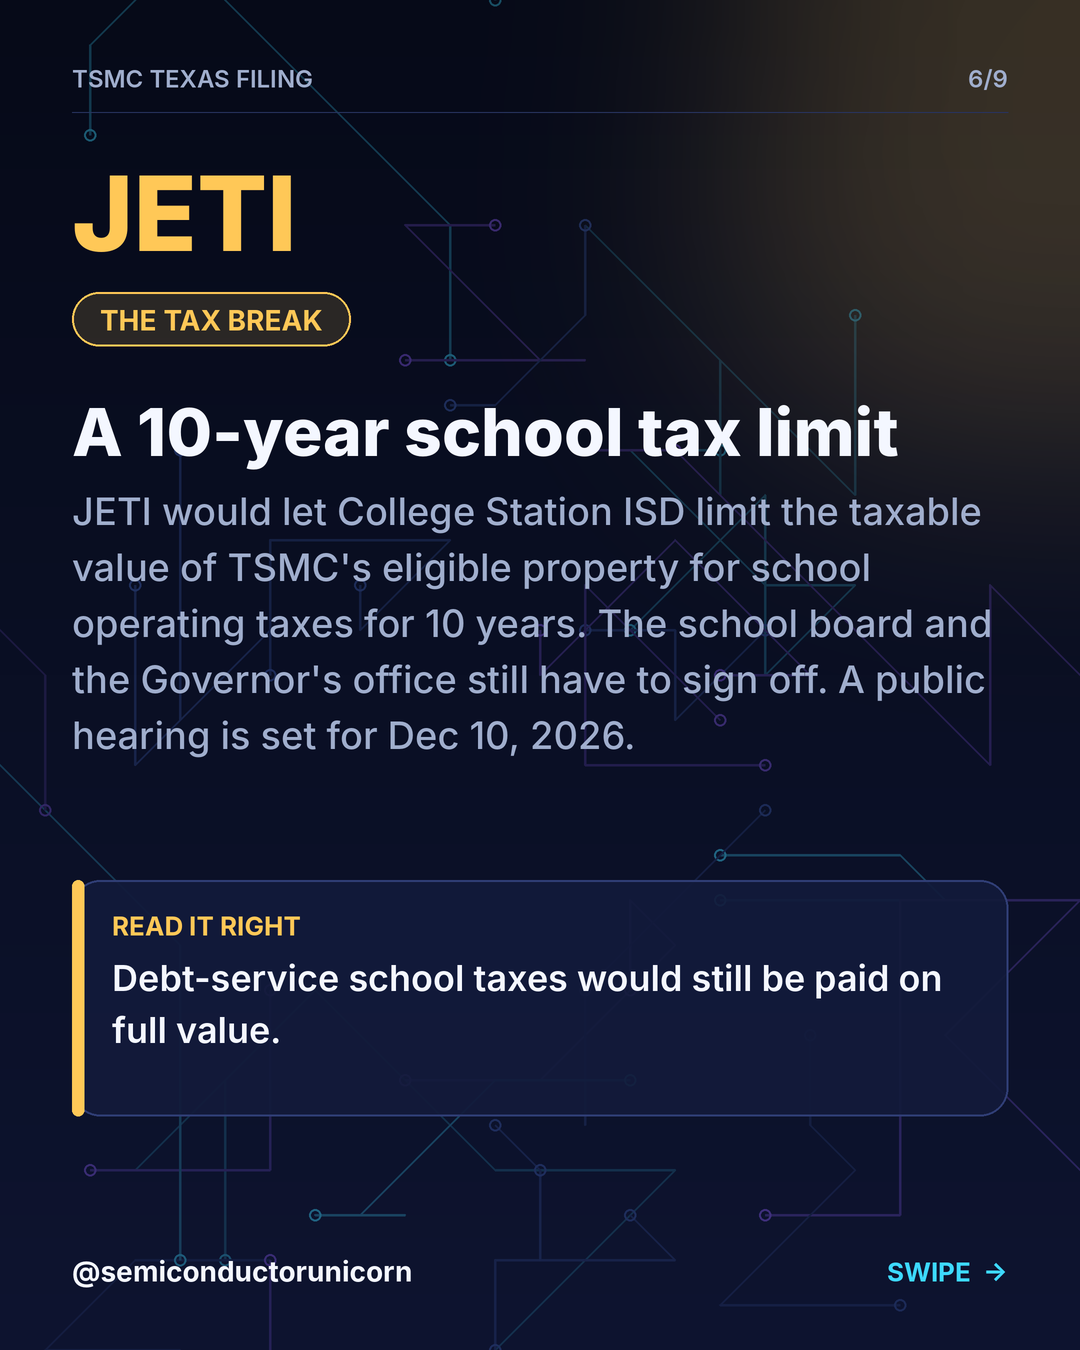 TSMC TEXAS FILING
6/9
JETI
THE TAX BREAK
A 10-year school tax limit
JETI would let College Station ISD limit the taxable
value of TSMC's eligible property for school
operating taxes for 10 years. The school board and
the Governor's office still have to sign off. A public
hearing is set for Dec 10, 2026.
READ IT RIGHT
Debt-service school taxes would still be paid on
full value.
@semiconductorunicorn
SWIPE →